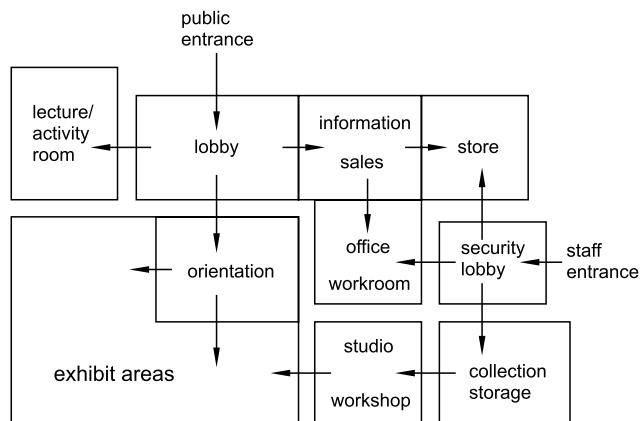 public
entrance
lecture/
activity
room
lobby
information
sales
store
orientation
office
workroom
security
lobby
staff
entrance
exhibit areas
studio
workshop
collection
storage